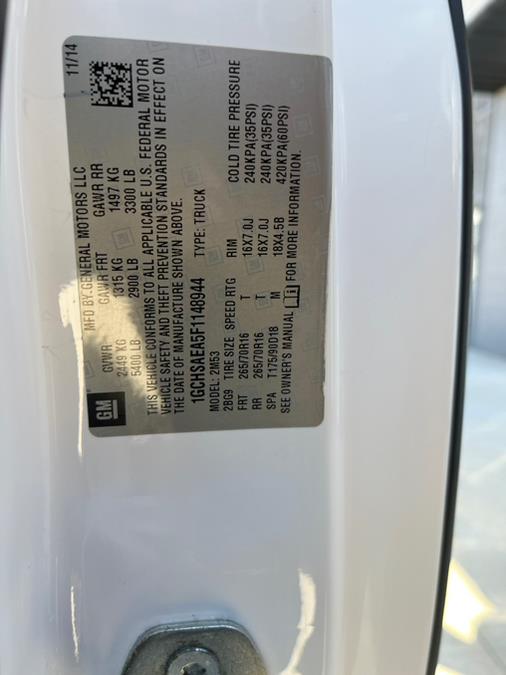 GM
MFD BY GENERAL MOTORS LLC
11/14
GVWR GAWR FRT GAWR RR
2449 KG 1315 KG 1497 KG
5400 LB 2900 LB 3300 LB
THIS VEHICLE CONFORMS TO ALL APPLICABLE U.S. FEDERAL MOTOR
VEHICLE SAFETY AND THEFT PREVENTION STANDARDS IN EFFECT ON
THE DATE OF MANUFACTURE SHOWN ABOVE.
1GCHSAEA5F1148944 TYPE: TRUCK
MODEL: 2M53
2BG9 TIRE SIZE SPEED RTG RIM COLD TIRE PRESSURE
FRT 265/70R16 T 16X7.0J 240KPA(35PSI)
RR 265/70R16 T 16X7.0J 240KPA(35PSI)
SPA T175/90D18 M 18X4.5B 420KPA(60PSI)
SEE OWNER'S MANUAL i FOR MORE INFORMATION.